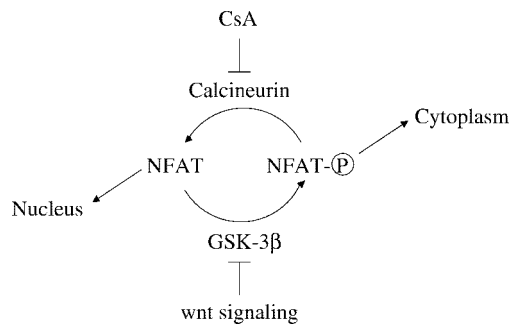 CsA
Calcineurin
Cytoplasm
NFAT
NFAT-Ⓟ
Nucleus
GSK-3β
wnt signaling